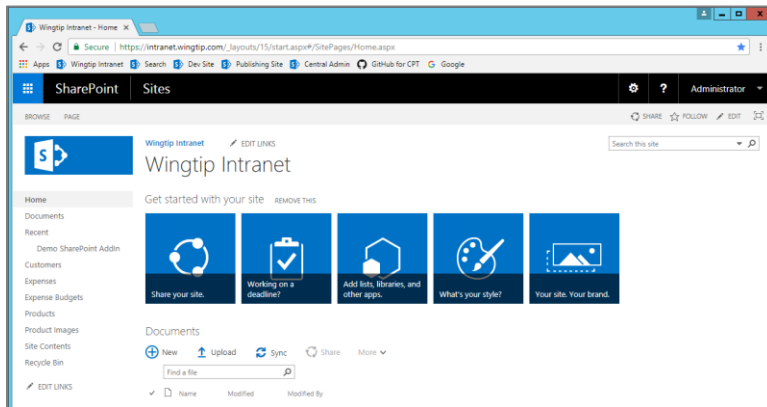 Wingtip Intranet - Home
Secure | https://intranet.wingtip.com/_layouts/15/start.aspx#/SitePages/Home.aspx
Apps Wingtip Intranet Search Dev Site Publishing Site Central Admin GitHub for CPT Google
SharePoint Sites ? Administrator
BROWSE PAGE SHARE FOLLOW EDIT
S Wingtip Intranet EDIT LINKS Search this site
Wingtip Intranet
Home
Get started with your site REMOVE THIS
Documents
Recent
Demo SharePoint AddIn
Customers
Expenses
Expense Budgets
Products
Product Images
Site Contents
Recycle Bin
EDIT LINKS
Share your site.
Working on a
deadline?
Add lists, libraries, and
other apps.
What's your style?
Your site. Your brand.
Documents
New Upload Sync Share More
Find a file
Name Modified Modified By